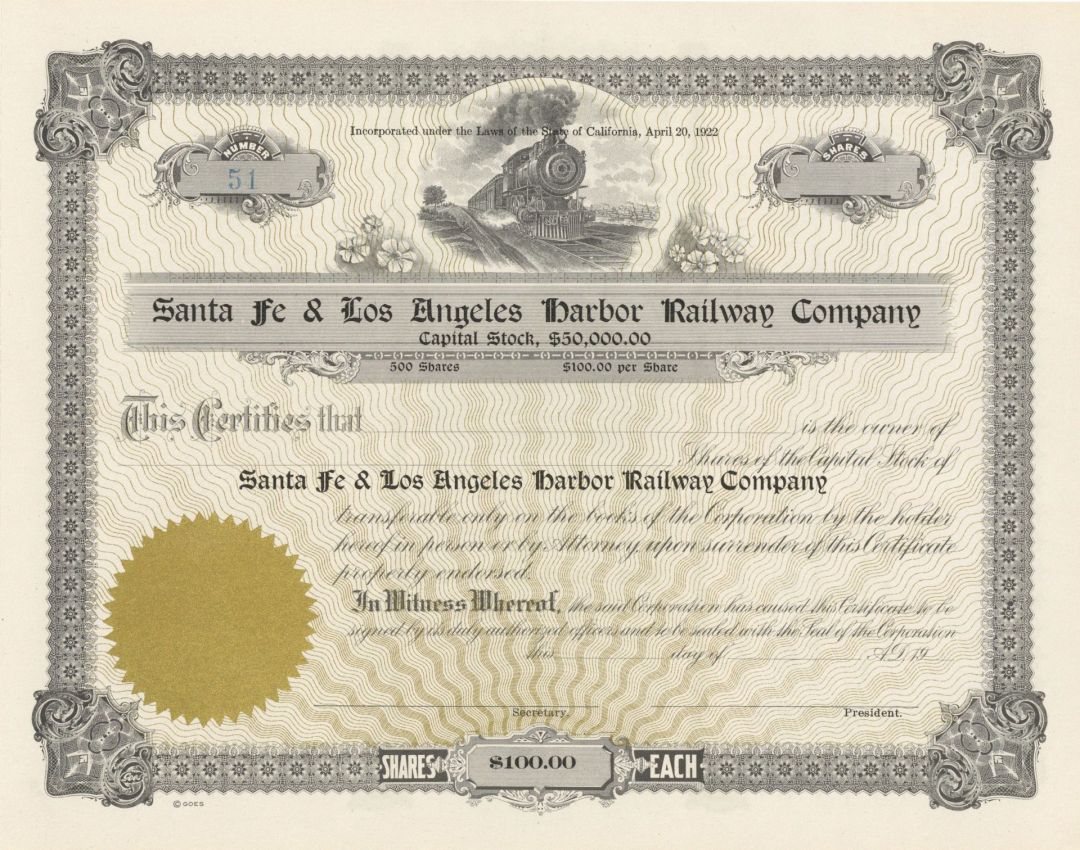 Incorporated under the Laws of the State of California, April 20, 1922
NUMBER
51
SHARES
Santa Fe & Los Angeles Harbor Railway Company
Capital Stock, $50,000.00
500 Shares $100.00 per Share
This Certifies that is the owner of
Shares of the Capital Stock of
Santa Fe & Los Angeles Harbor Railway Company
transferable only on the books of the Corporation by the holder
hereof in person or by Attorney, upon surrender of this Certificate
properly endorsed.
In Witness Whereof, the said Corporation has caused this Certificate to be
signed by its duly authorized officers and to be sealed with the Seal of the Corporation
this day of A.D. 19
Secretary. President.
SHARES $100.00 EACH
Goes
© GOES